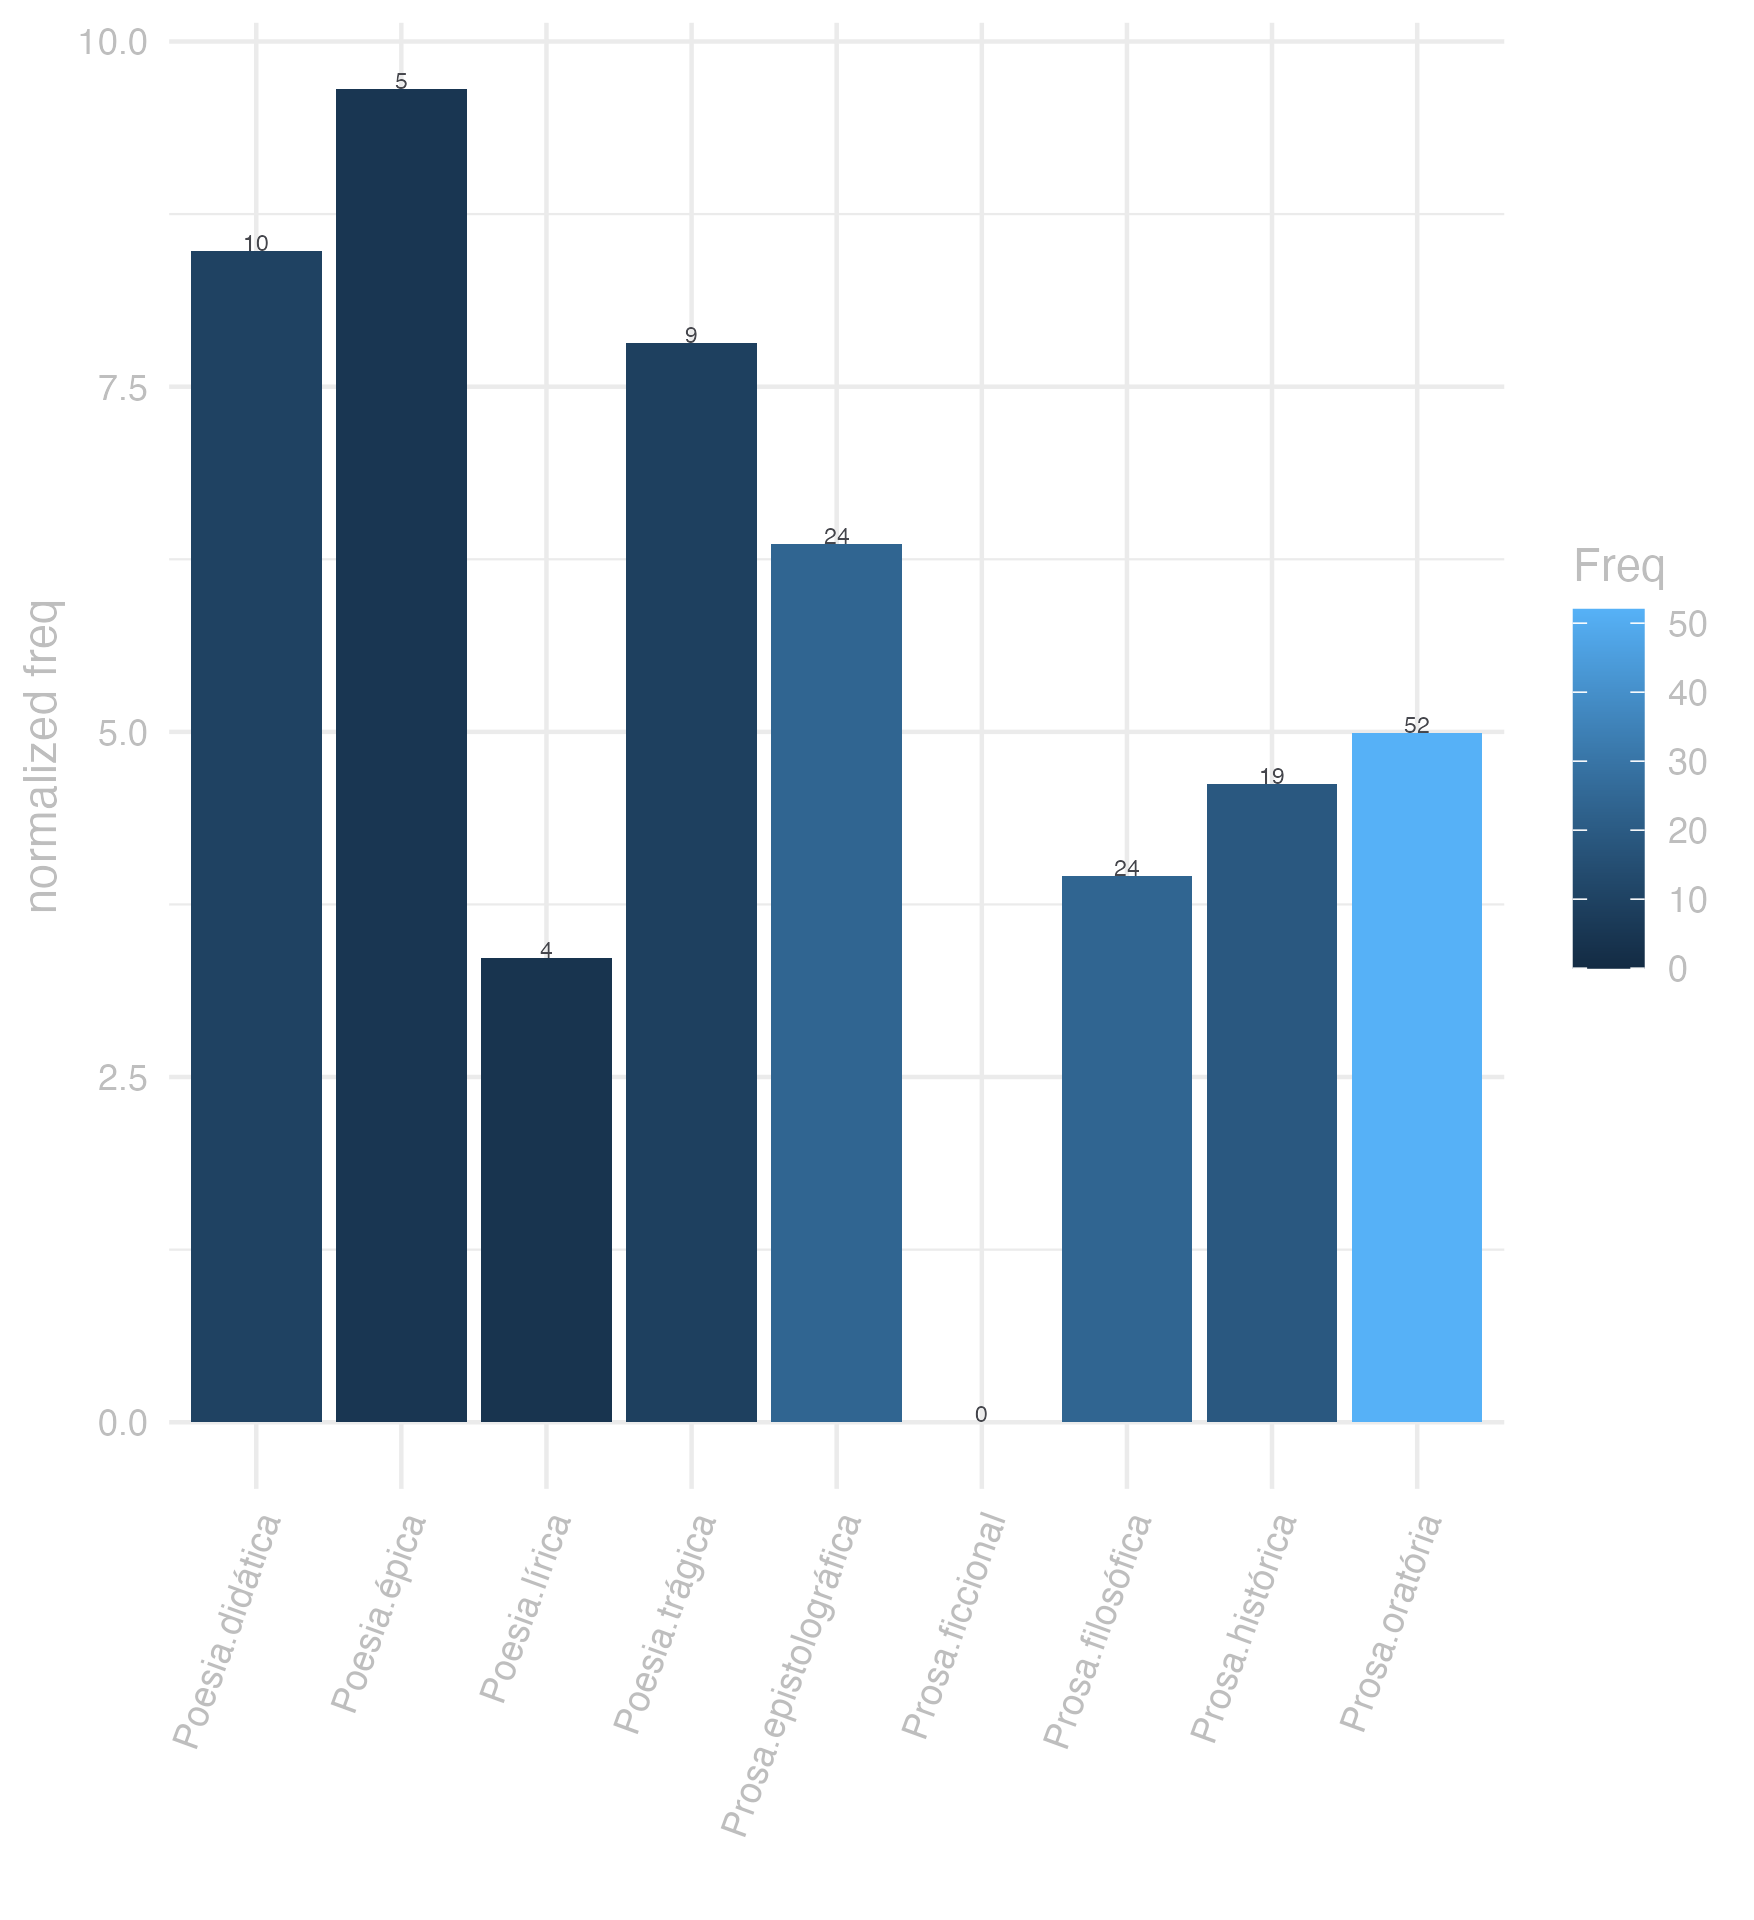 10.0
7.5
5.0
2.5
0.0
normalized freq
10
5
4
9
24
0
24
19
52
Poesia.didática
Poesia.épica
Poesia.lírica
Poesia.trágica
Prosa.epistolográfica
Prosa.ficcional
Prosa.filosófica
Prosa.histórica
Prosa.oratória
Freq
50
40
30
20
10
0